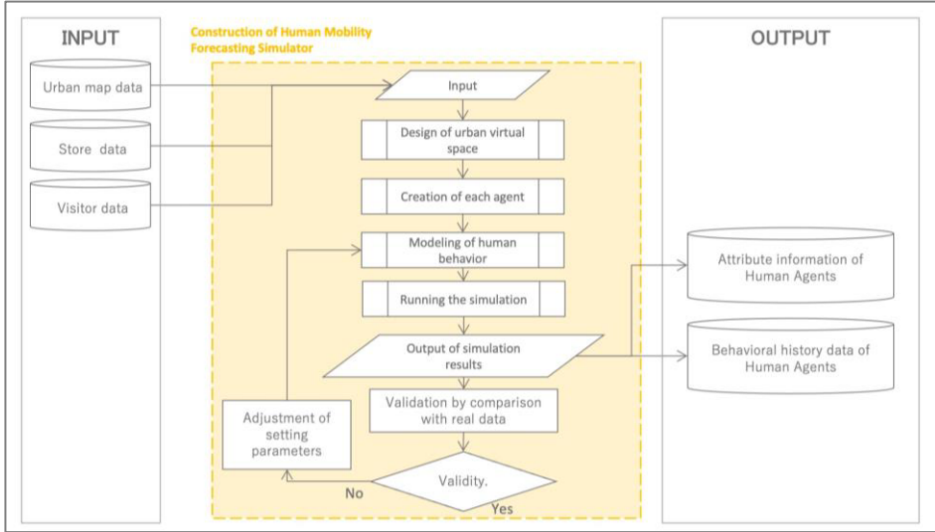 INPUT
Urban map data
Store data
Visitor data
Construction of Human Mobility
Forecasting Simulator
Input
Design of urban virtual
space
Creation of each agent
Modeling of human
behavior
Running the simulation
Output of simulation
results
Validation by comparison
with real data
Adjustment of
setting
parameters
Validity.
No
Yes
OUTPUT
Attribute information of
Human Agents
Behavioral history data of
Human Agents